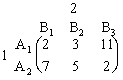 2
B₁ B₂ B₃
1 A₁ (2 3 11)
A₂ (7 5 2)